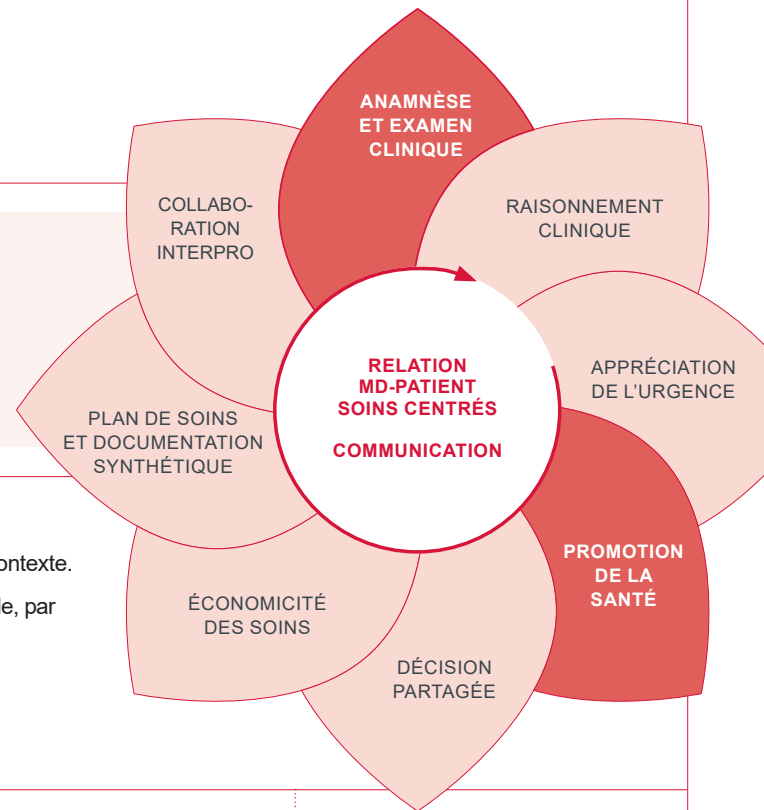 ANAMNÈSE
ET EXAMEN
CLINIQUE
RAISONNEMENT
CLINIQUE
APPRÉCIATION
DE L'URGENCE
PROMOTION
DE LA
SANTÉ
DÉCISION
PARTAGÉE
ÉCONOMICITÉ
DES SOINS
PLAN DE SOINS
ET DOCUMENTATION
SYNTHÉTIQUE
COLLABO-
RATION
INTERPRO
RELATION
MD-PATIENT
SOINS CENTRÉS
COMMUNICATION
ontexte.
le, par